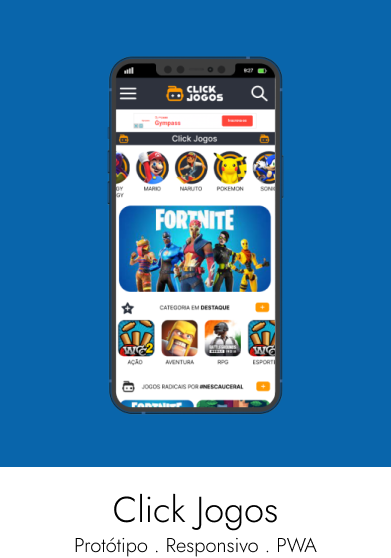 9:27
CLICK
JOGOS
Gympass
Click Jogos
GY MARIO NARUTO POKEMON SONI
GY
FORTNITE
CATEGORIA EM DESTAQUE
WCC2
AÇÃO AVENTURA RPG ESPORTE
JOGOS RADICAIS POR #NESCAUCERAL
Click Jogos
Protótipo . Responsivo . PWA